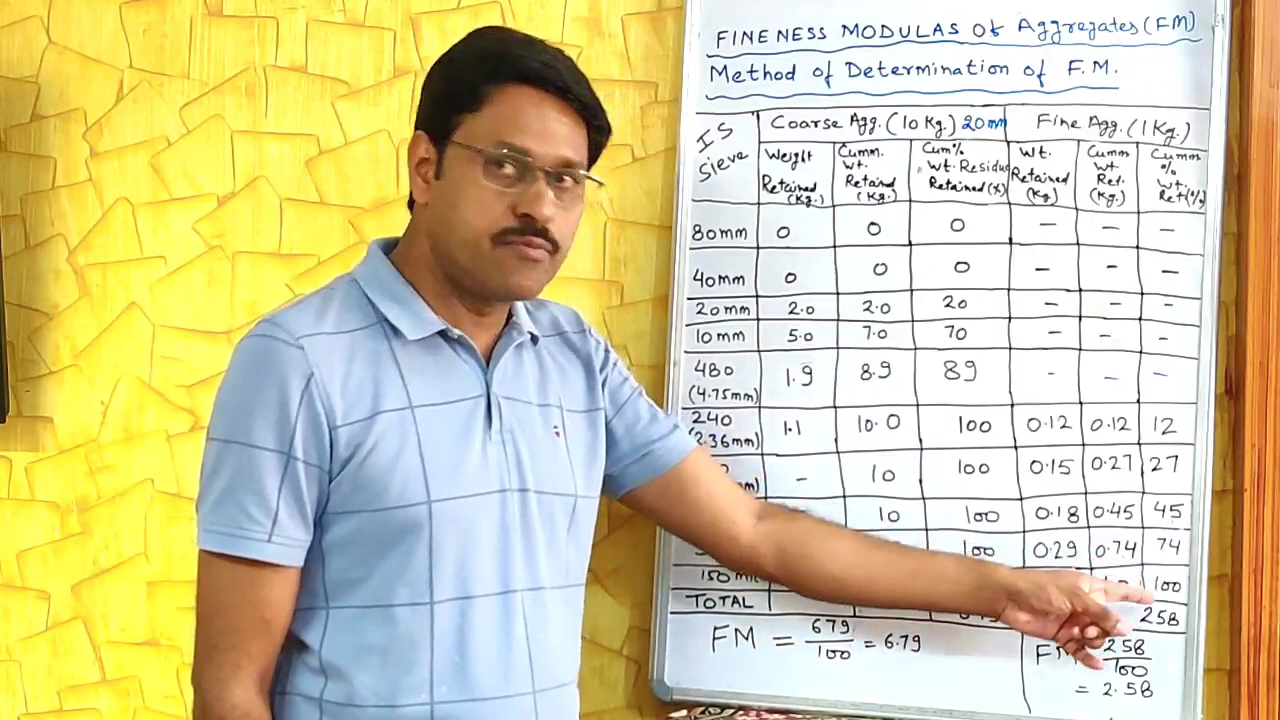 FINENESS MODULAS Of Aggregates (FM)
Method of Determination of F.M.
IS Sieve
Coarse Agg. (10 Kg.) 20mm
Fine Agg. (1 Kg.)
Weight Retained (Kg.)
Cumm. wt. Retained (Kg.)
Cum% wt. Residue Retained (%)
Wt. Retained (Kg)
Cumm wt Ret. (Kg.)
Cumm % wt. Ret (%)
80mm 0 0 0 - - -
40mm 0 0 0 - - -
20mm 2.0 2.0 20 - - -
10mm 5.0 7.0 70 - - -
480 (4.75mm) 1.9 8.9 89 - - -
240 (2.36mm) 1.1 10.0 100 0.12 0.12 12
- 10 100 0.15 0.27 27
10 100 0.18 0.45 45
100 0.29 0.74 74
150 100
TOTAL 258
FM = 679/100 = 6.79
FM 258/100
= 2.58